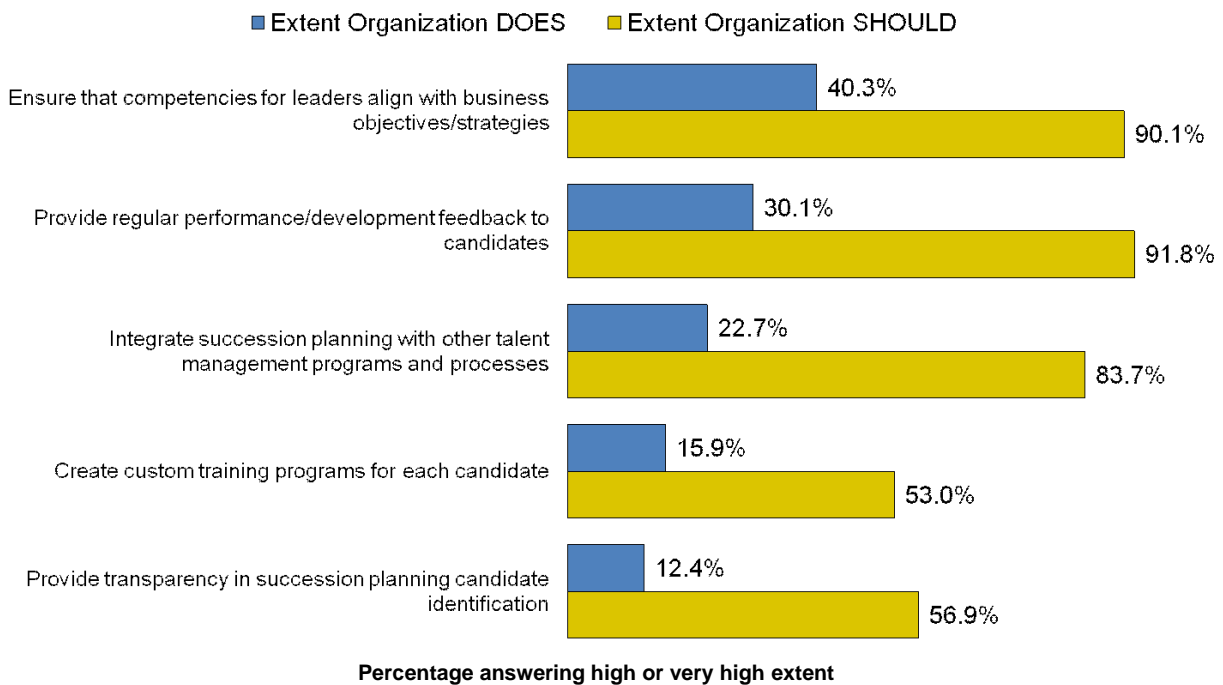 Extent Organization DOES Extent Organization SHOULD
Ensure that competencies for leaders align with business
objectives/strategies
40.3%
90.1%
Provide regular performance/development feedback to
candidates
30.1%
91.8%
Integrate succession planning with other talent
management programs and processes
22.7%
83.7%
Create custom training programs for each candidate
15.9%
53.0%
Provide transparency in succession planning candidate
identification
12.4%
56.9%
Percentage answering high or very high extent